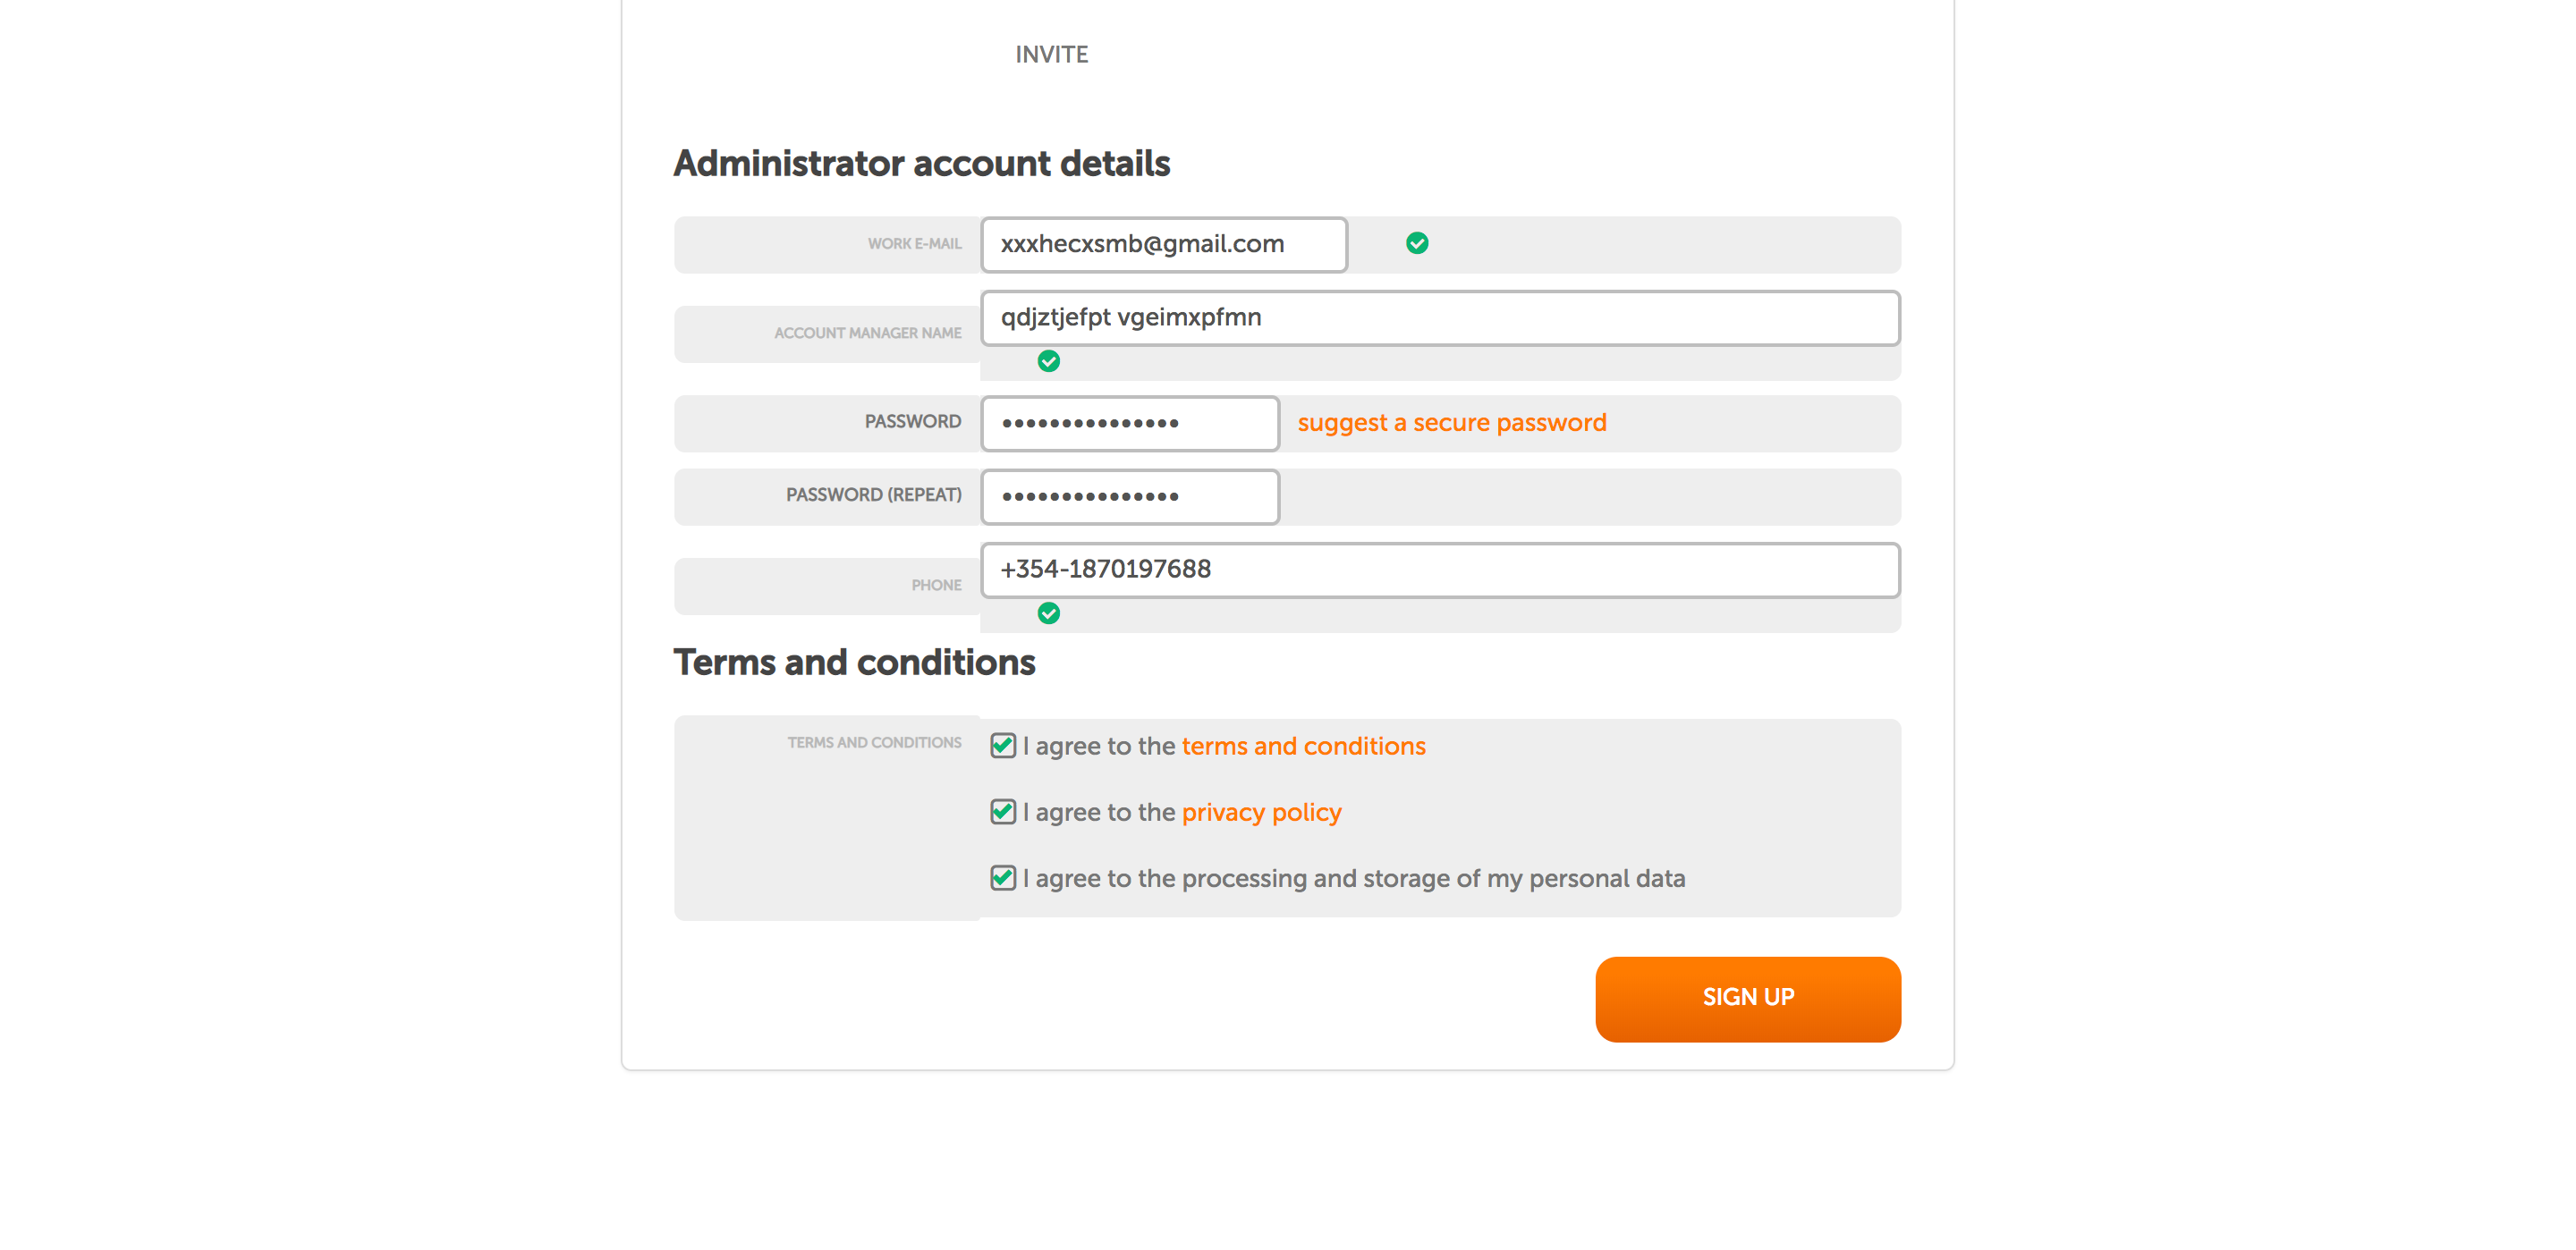 INVITE
Administrator account details
WORK E-MAIL xxxhecxsmb@gmail.com
ACCOUNT MANAGER NAME qdjztjefpt vgeimxpfmn
PASSWORD ••••••••••••••• suggest a secure password
PASSWORD (REPEAT) •••••••••••••••
PHONE +354-1870197688
Terms and conditions
TERMS AND CONDITIONS I agree to the terms and conditions
I agree to the privacy policy
I agree to the processing and storage of my personal data
SIGN UP